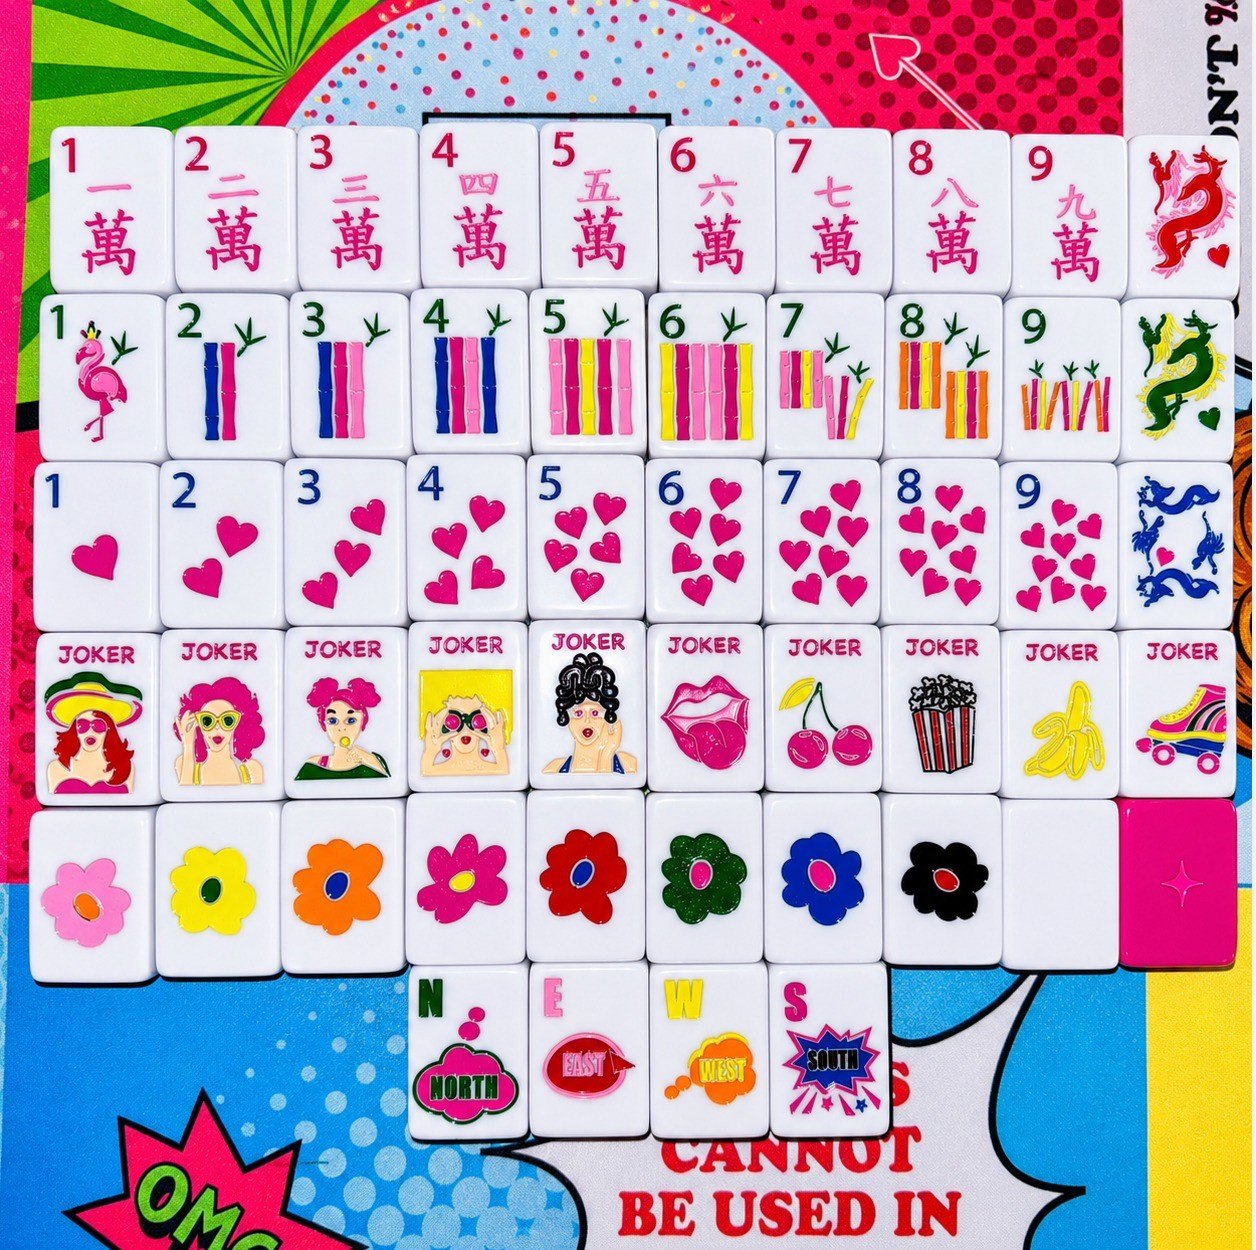 ON'T %
1 2 3 4 5 6 7 8 9
一 二 三 四 五 六 七 八 九
萬 萬 萬 萬 萬 萬 萬 萬 萬
1 2 3 4 5 6 7 8 9
1 2 3 4 5 6 7 8 9
JOKER JOKER JOKER JOKER JOKER JOKER JOKER JOKER JOKER JOKER
N E W S
NORTH EAST WEST SOUTH
S
CANNOT
BE USED IN
OMG